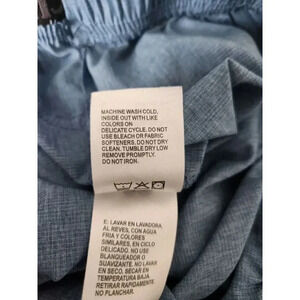 MACHINE WASH COLD,
INSIDE OUT WITH LIKE
COLORS ON
DELICATE CYCLE. DO NOT
USE BLEACH OR FABRIC
SOFTENERS. DO NOT DRY
CLEAN. TUMBLE DRY LOW
REMOVE PROMPTLY.
DO NOT IRON.
E: LAVAR EN LAVADORA,
AL REVES, CON AGUA
FRIA Y COLORES
SIMILARES, EN CICLO
DELICADO. NO USE
BLANQUEADOR O
SUAVIZANTE. NO LAVAR
EN SECO. SECAR EN
TEMPERATURA BAJA
RETIRAR RAPIDAMENTE.
NO PLANCHAR.